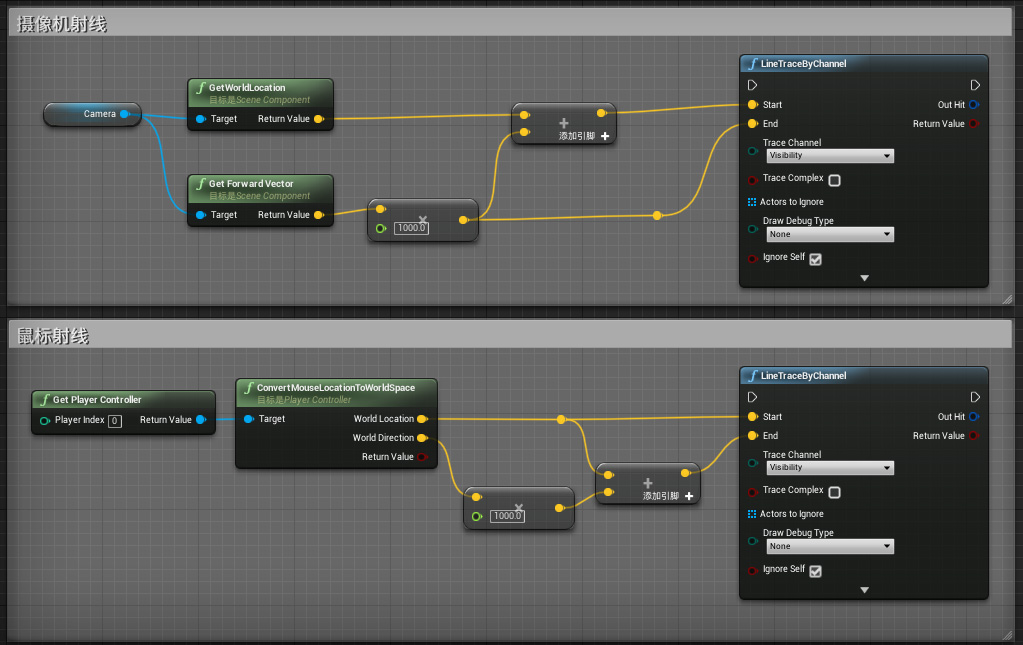 摄像机射线
GetWorldLocation
目标是Scene Component
Target Return Value
Camera
添加引脚
Get Forward Vector
目标是Scene Component
Target Return Value
1000.0
LineTraceByChannel
Start Out Hit
End Return Value
Trace Channel
Visibility
Trace Complex
Actors to Ignore
Draw Debug Type
None
Ignore Self
鼠标射线
Get Player Controller
Player Index 0 Return Value
ConvertMouseLocationToWorldSpace
目标是Player Controller
Target World Location
World Direction
Return Value
1000.0
添加引脚
LineTraceByChannel
Start Out Hit
End Return Value
Trace Channel
Visibility
Trace Complex
Actors to Ignore
Draw Debug Type
None
Ignore Self